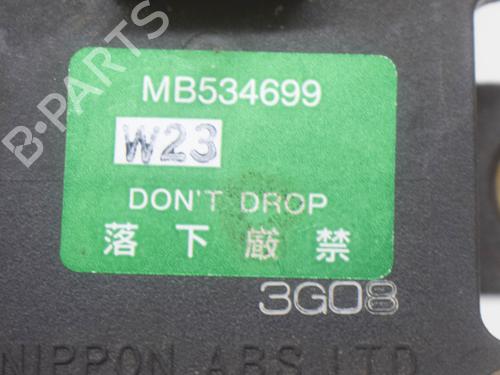 MB534699
W23
DON'T DROP
落下厳禁
3G08
NIPPON ABS LTD
B-PARTS